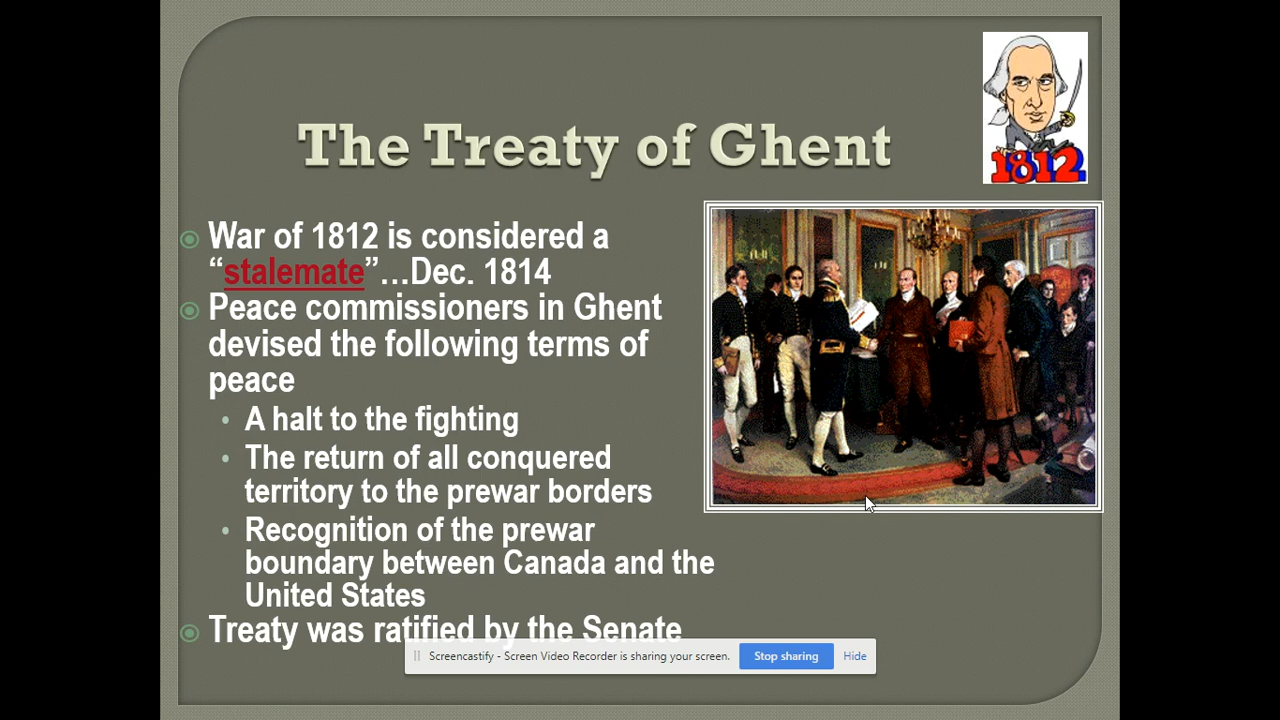 The Treaty of Ghent
1812
War of 1812 is considered a
“stalemate”…Dec. 1814
Peace commissioners in Ghent
devised the following terms of
peace
A halt to the fighting
The return of all conquered
territory to the prewar borders
Recognition of the prewar
boundary between Canada and the
United States
Treaty was ratified by the Senate
Screencastify - Screen Video Recorder is sharing your screen. Stop sharing Hide